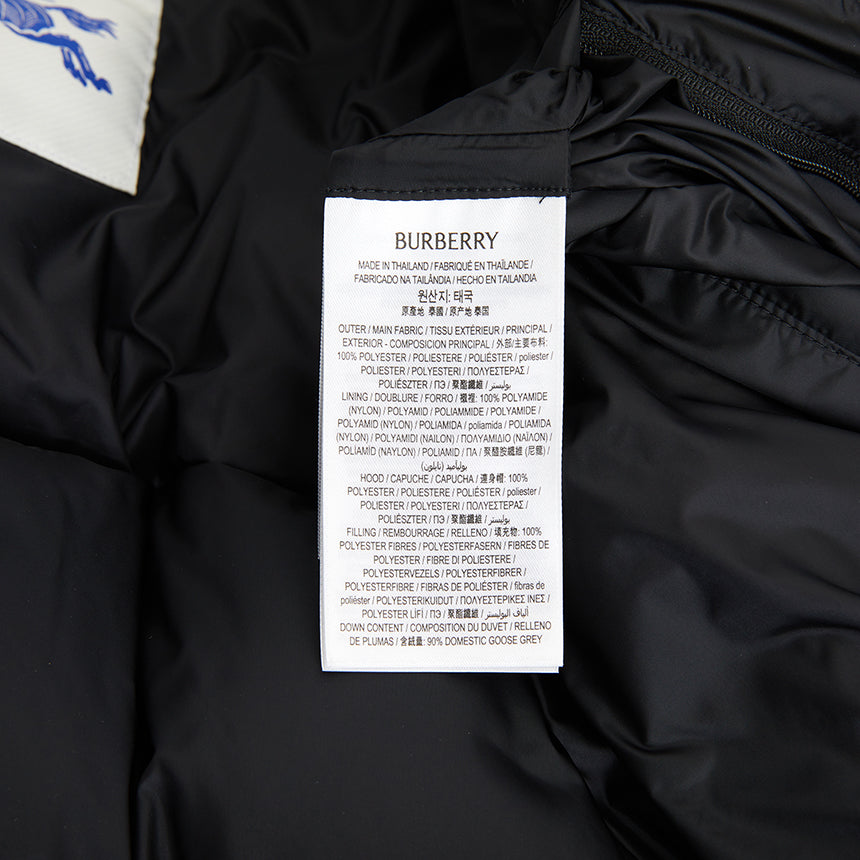 BURBERRY
MADE IN THAILAND / FABRIQUÉ EN THAÏLANDE /
FABRICADO NA TAILÂNDIA / HECHO EN TAILANDIA
원산지: 태국
原產地 泰國 / 原产地 泰国
OUTER / MAIN FABRIC / TISSU EXTÉRIEUR / PRINCIPAL /
EXTERIOR - COMPOSICION PRINCIPAL / 外部/主要布料:
100% POLYESTER / POLIESTERE / POLIÉSTER / poliester /
POLIESTER / POLYESTERI / ΠΟΛΥΕΣΤΕΡΑΣ /
POLIÉSZTER / ПЭ / 聚酯纖維 / بوليستر /
LINING / DOUBLURE / FORRO / 襯裡: 100% POLYAMIDE
(NYLON) / POLYAMID / POLIAMMIDE / POLYAMIDE /
POLYAMID (NYLON) / POLIAMIDA / poliamida / POLIAMIDA
(NYLON) / POLYAMIDI (NAILON) / ΠΟΛΥΑΜΙΔΙΟ (ΝΑΪΛΟΝ) /
POLIAMID (NAYLON) / POLIAMID / ПА / 聚醯胺纖維 (尼龍) /
بوليأميد (نايلون)
HOOD / CAPUCHE / CAPUCHA / 連身帽: 100%
POLYESTER / POLIESTERE / POLIÉSTER / poliester /
POLIESTER / POLYESTERI / ΠΟΛΥΕΣΤΕΡΑΣ /
POLIÉSZTER / ПЭ / 聚酯纖維 / بوليستر /
FILLING / REMBOURRAGE / RELLENO / 填充物: 100%
POLYESTER FIBRES / POLYESTERFASERN / FIBRES DE
POLYESTER / FIBRE DI POLIESTERE /
POLYESTERVEZELS / POLYESTERFIBRER /
POLYESTERFIBRE / FIBRAS DE POLIÉSTER / fibras de
poliéster / POLYESTERIKUIDUT / ΠΟΛΥΕΣΤΕΡΙΚΕΣ ΙΝΕΣ /
POLYESTER LİFİ / ПЭ / 聚酯纖維 / ألياف البوليستر /
DOWN CONTENT / COMPOSITION DU DUVET / RELLENO
DE PLUMAS / 含絨量: 90% DOMESTIC GOOSE GREY